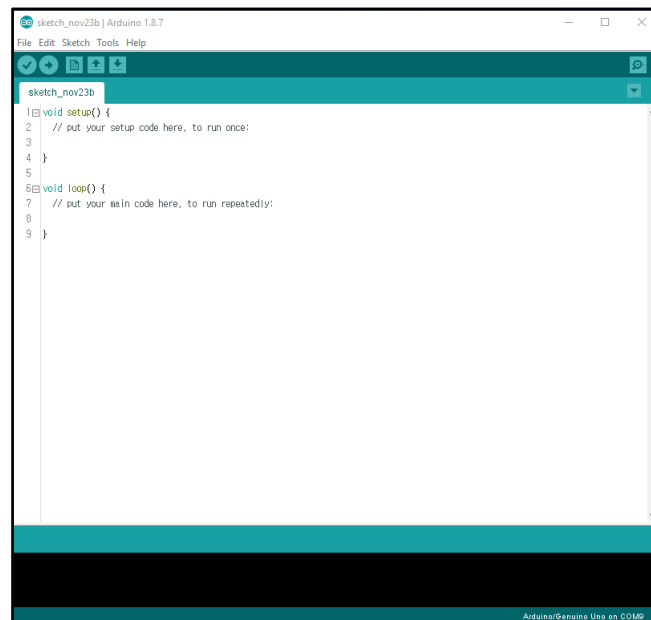 sketch_nov23b | Arduino 1.8.7
File Edit Sketch Tools Help
sketch_nov23b
1 void setup() {
2 // put your setup code here, to run once:
3
4 }
5
6 void loop() {
7 // put your main code here, to run repeatedly:
8
9 }
Arduino/Genuino Uno on COM9